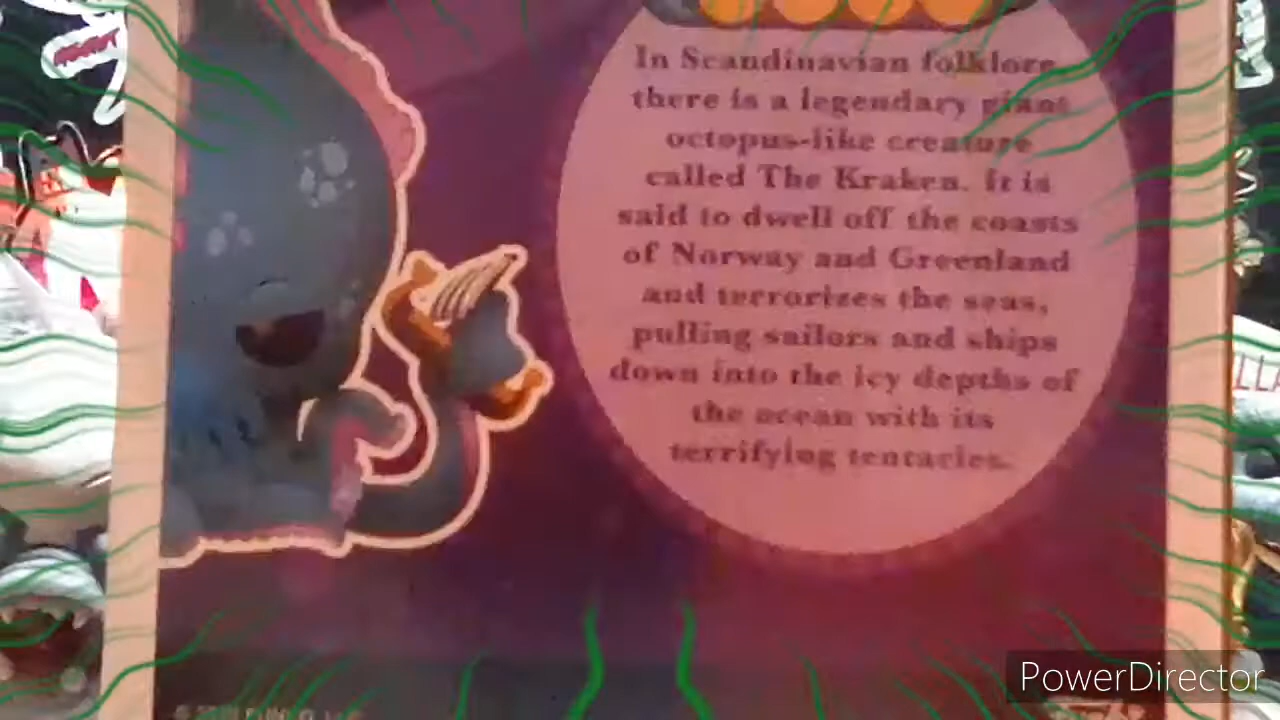 In Scandinavian folklore
there is a legendary giant
octopus-like creature
called The Kraken. It is
said to dwell off the coasts
of Norway and Greenland
and terrorizes the seas,
pulling sailors and ships
down into the icy depths of
the ocean with its
terrifying tentacles.
PowerDirector